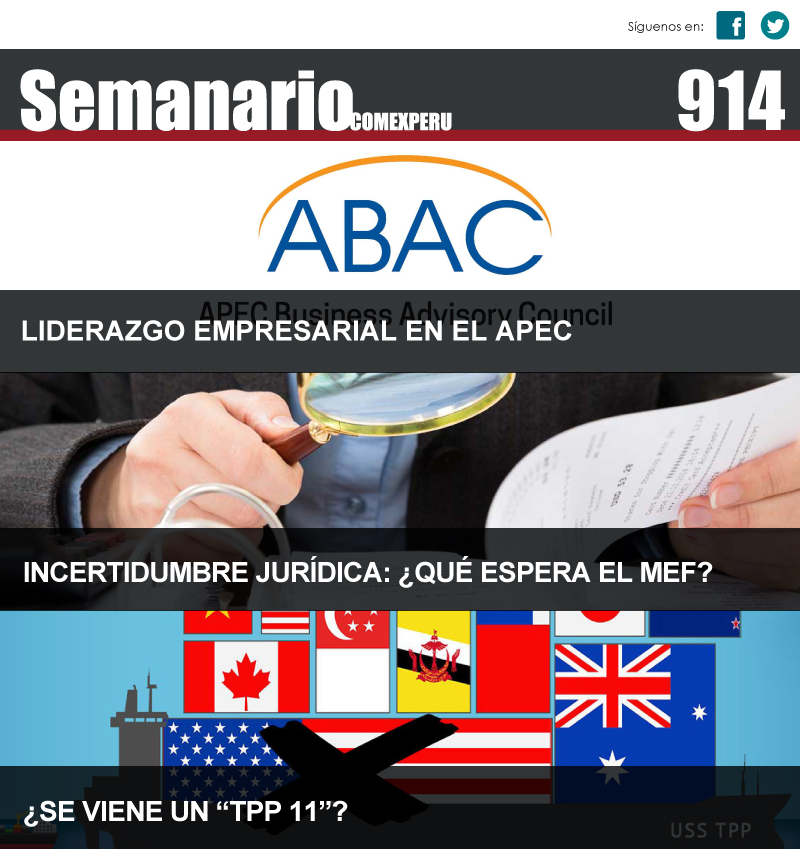 Síguenos en:
Semanario COMEXPERU
914
ABAC
APEC Business Advisory Council
LIDERAZGO EMPRESARIAL EN EL APEC
INCERTIDUMBRE JURÍDICA: ¿QUÉ ESPERA EL MEF?
¿SE VIENE UN “TPP 11”?
USS TPP